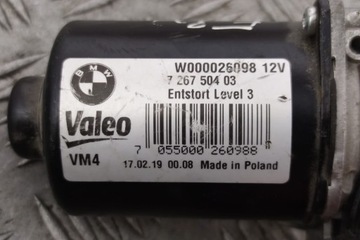 BMW
W000026098 12V
7 267 504 03
Entstort Level 3
Valeo
VM4
7 055000 260988
17.02.19 00.08 Made in Poland